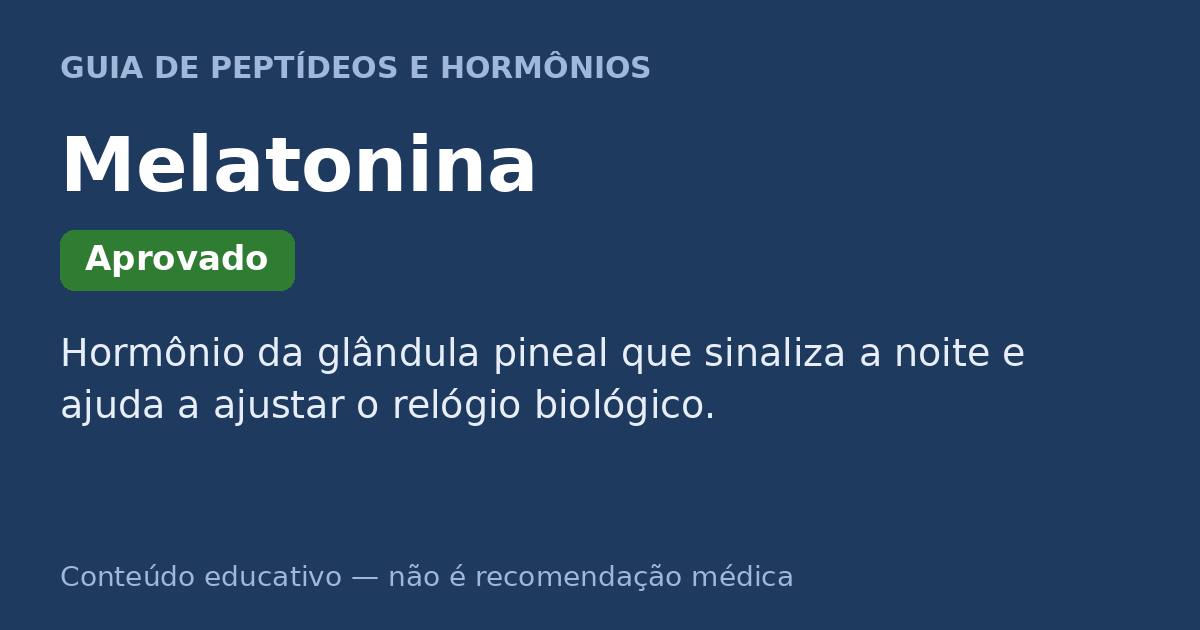 GUIA DE PEPTÍDEOS E HORMÔNIOS
Melatonina
Aprovado
Hormônio da glândula pineal que sinaliza a noite e
ajuda a ajustar o relógio biológico.
Conteúdo educativo — não é recomendação médica